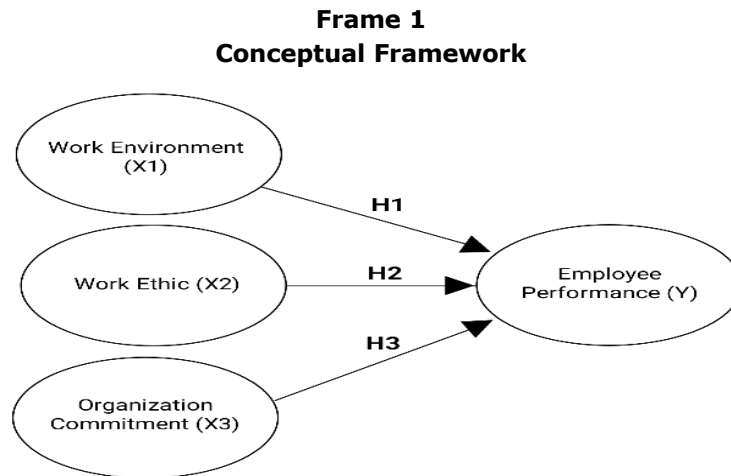 Frame 1
Conceptual Framework
Work Environment
(X1)
H1
Work Ethic (X2)
H2
Employee
Performance (Y)
H3
Organization
Commitment (X3)